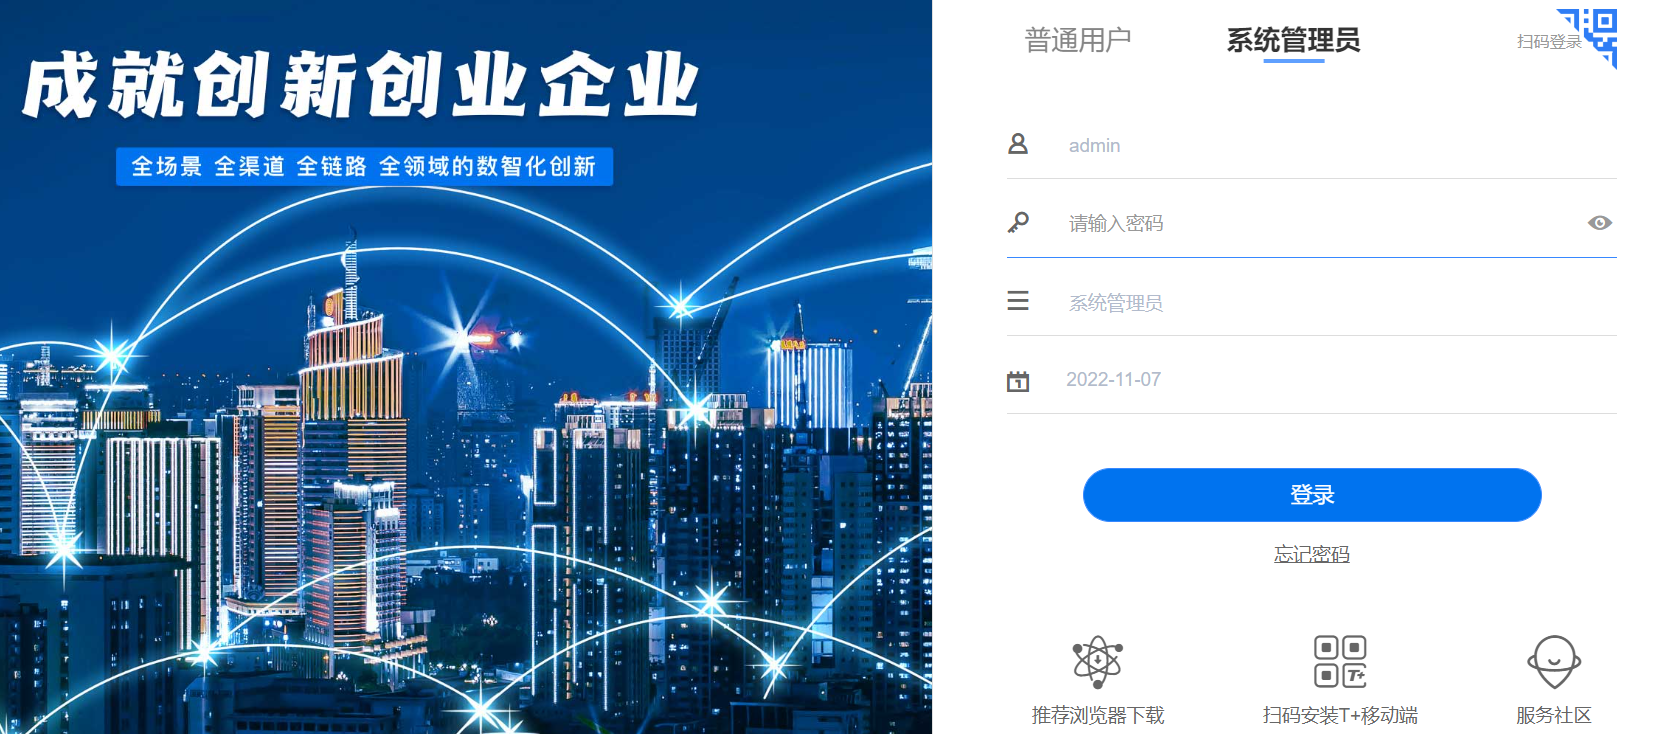 成就创新创业企业
全场景 全渠道 全链路 全领域的数智化创新
普通用户
系统管理员
扫码登录
admin
请输入密码
系统管理员
2022-11-07
登录
忘记密码
推荐浏览器下载
T+
扫码安装T+移动端
服务社区